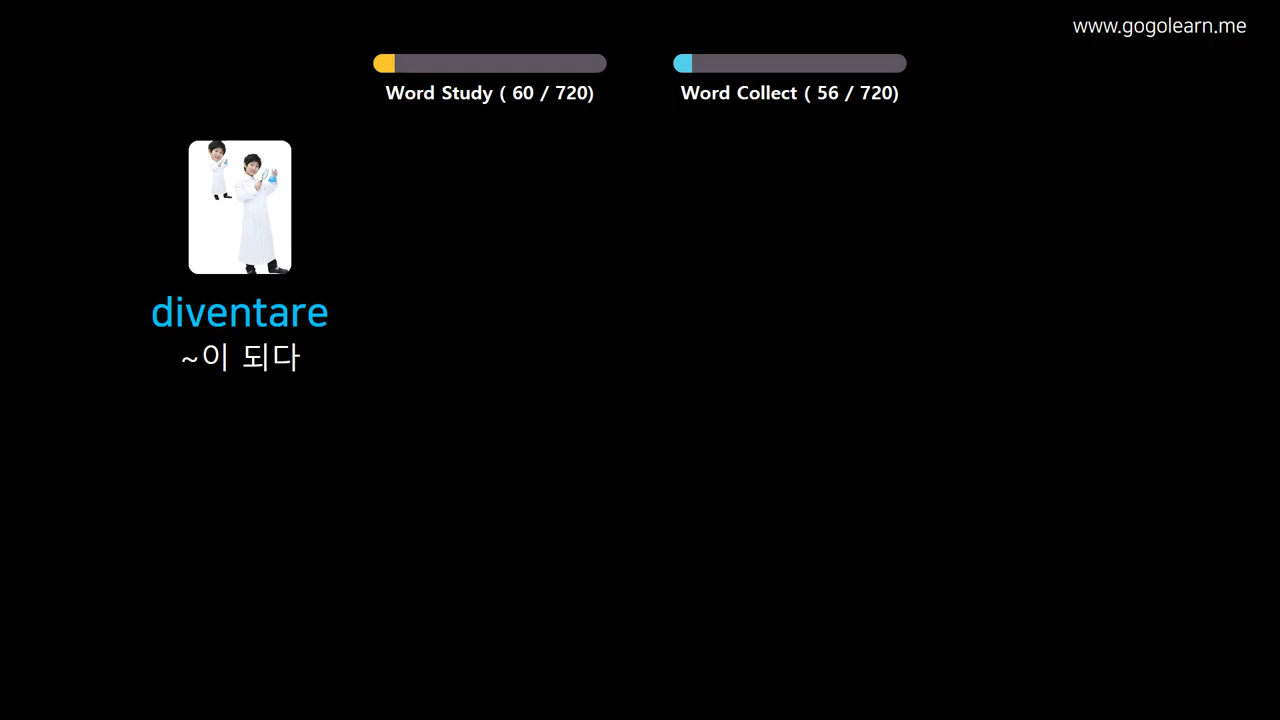 www.gogolearn.me
Word Study ( 60 / 720)
Word Collect ( 56 / 720)
diventare
~이 되다